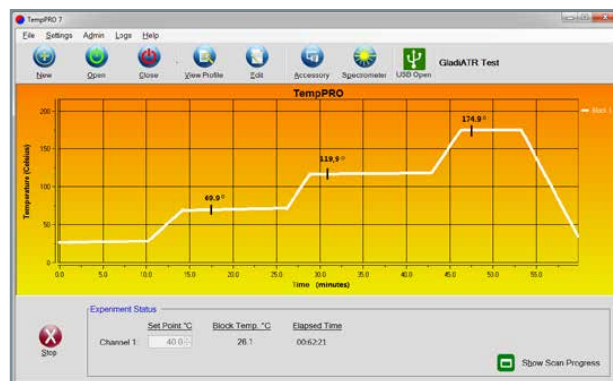 TempPRO 7
File Settings Admin Logs Help
New Open Close View Profile Edit Accessory Spectrometer USB Open GladiATR Test
TempPRO
Block 1
200
150
100
50
0
Temperature (Celsius)
69.9°
119.9°
174.9°
0.0 5.0 10.0 15.0 20.0 25.0 30.0 35.0 40.0 45.0 50.0 55.0
Time (minutes)
Experiment Status
Set Point °C Block Temp. °C Elapsed Time
Channel 1: 40.0 26.1 00:62:21
Stop
Show Scan Progress